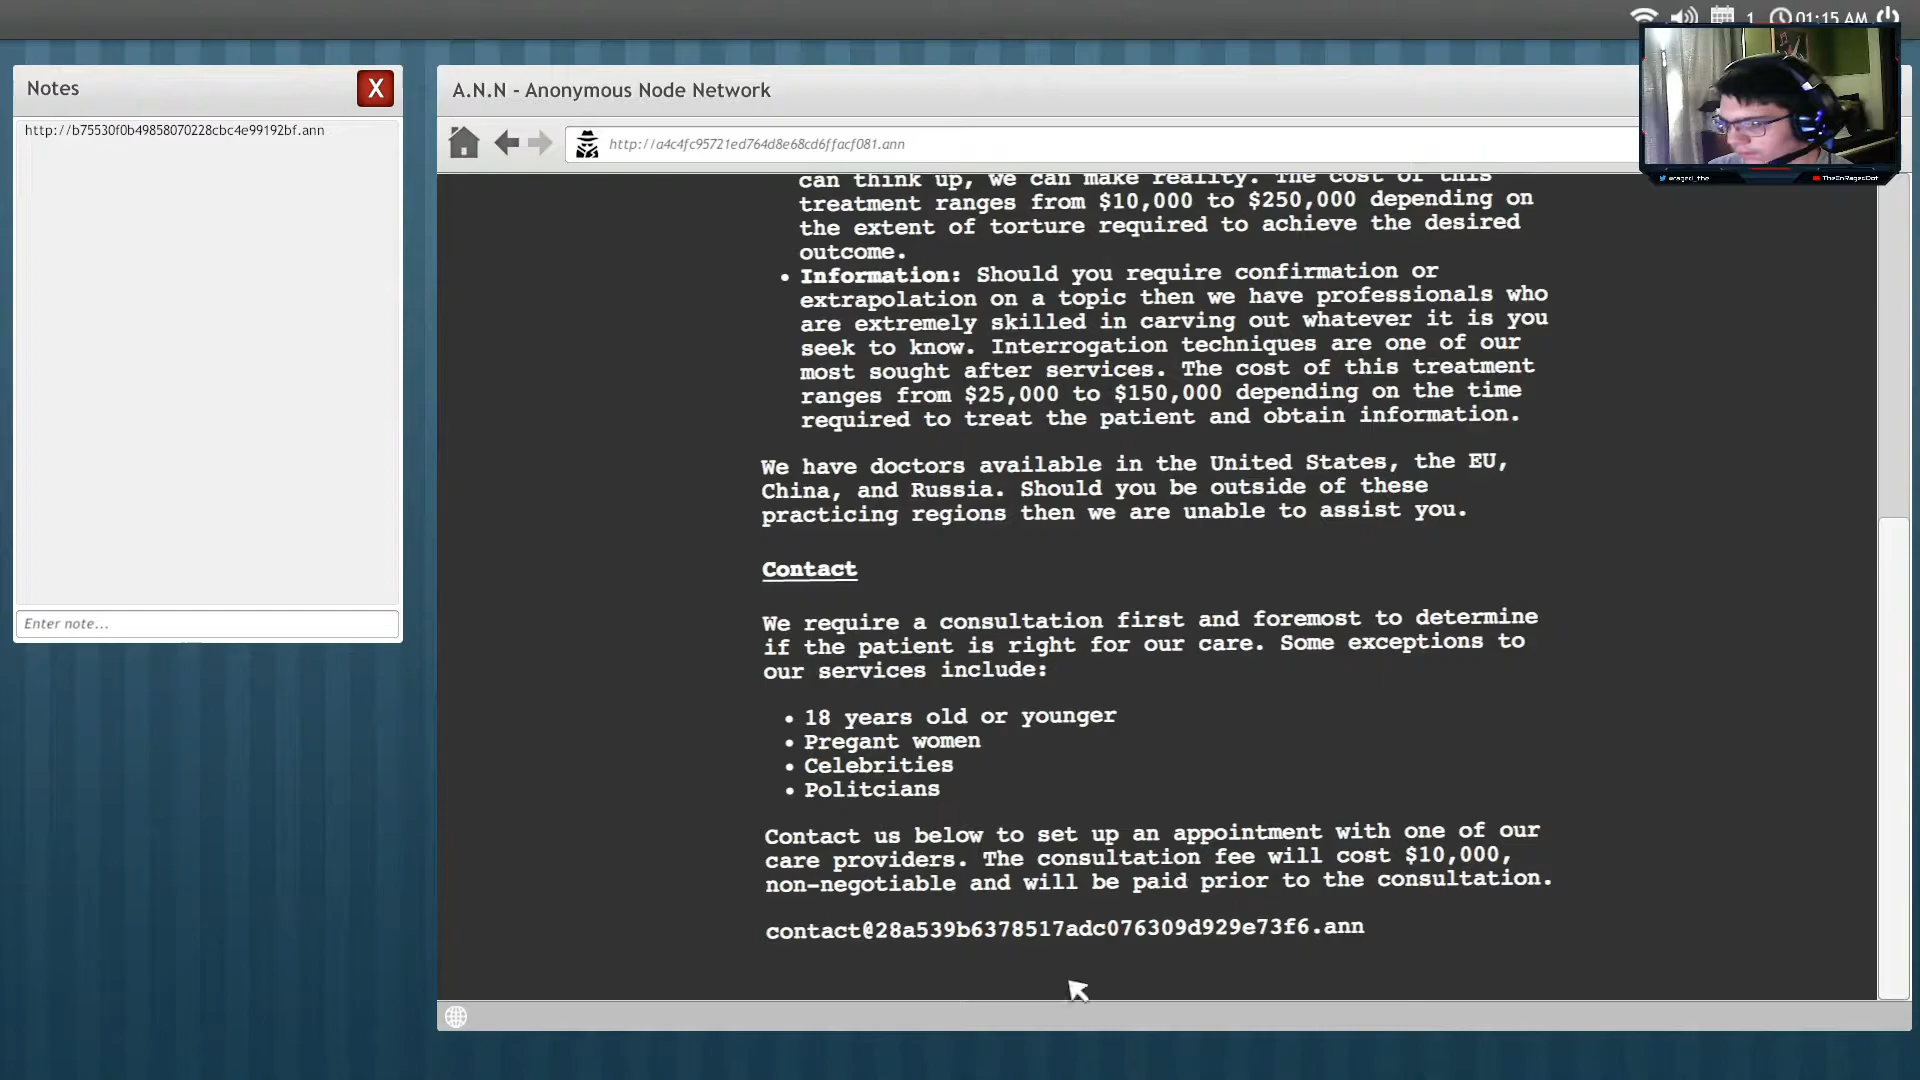 1 01:15 AM
Notes
X
http://b75530f0b49858070228cbc4e99192bf.ann
Enter note...
A.N.N - Anonymous Node Network
http://a4c4fc95721ed764d8e68cd6ffacf081.ann
can think up, we can make reality. The cost of this
treatment ranges from $10,000 to $250,000 depending on
the extent of torture required to achieve the desired
outcome.
• Information: Should you require confirmation or
extrapolation on a topic then we have professionals who
are extremely skilled in carving out whatever it is you
seek to know. Interrogation techniques are one of our
most sought after services. The cost of this treatment
ranges from $25,000 to $150,000 depending on the time
required to treat the patient and obtain information.
We have doctors available in the United States, the EU,
China, and Russia. Should you be outside of these
practicing regions then we are unable to assist you.
Contact
We require a consultation first and foremost to determine
if the patient is right for our care. Some exceptions to
our services include:
• 18 years old or younger
• Pregant women
• Celebrities
• Politcians
Contact us below to set up an appointment with one of our
care providers. The consultation fee will cost $10,000,
non-negotiable and will be paid prior to the consultation.
contact@28a539b6378517adc076309d929e73f6.ann